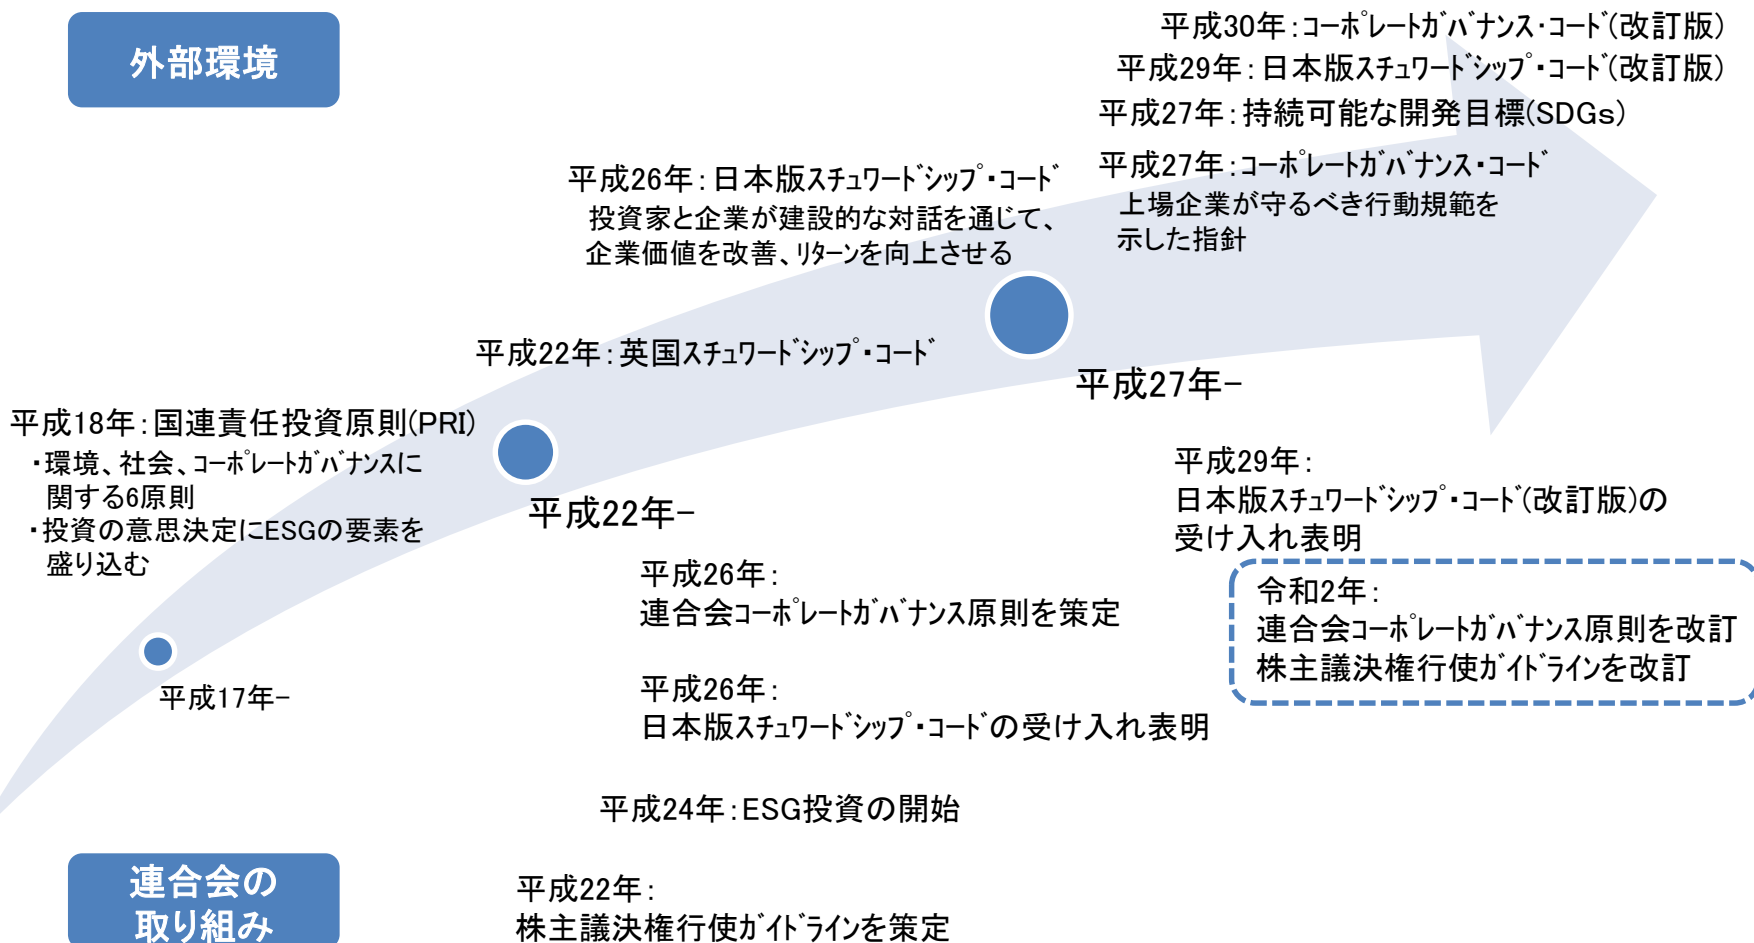 外部環境
平成30年：ｺｰﾎﾟﾚｰﾄｶﾞﾊﾞﾅﾝｽ・ｺｰﾄﾞ(改訂版)
平成29年：日本版ｽﾁｭﾜｰﾄﾞｼｯﾌﾟ・ｺｰﾄﾞ(改訂版)
平成27年：持続可能な開発目標(SDGs)
平成27年：ｺｰﾎﾟﾚｰﾄｶﾞﾊﾞﾅﾝｽ・ｺｰﾄﾞ
上場企業が守るべき行動規範を
示した指針
平成26年：日本版ｽﾁｭﾜｰﾄﾞｼｯﾌﾟ・ｺｰﾄﾞ
投資家と企業が建設的な対話を通じて、
企業価値を改善、ﾘﾀｰﾝを向上させる
平成22年：英国ｽﾁｭﾜｰﾄﾞｼｯﾌﾟ・ｺｰﾄﾞ
平成27年−
平成18年：国連責任投資原則(PRI)
・環境、社会、ｺｰﾎﾟﾚｰﾄｶﾞﾊﾞﾅﾝｽに
関する6原則
・投資の意思決定にESGの要素を
盛り込む
平成22年−
平成17年−
平成29年：
日本版ｽﾁｭﾜｰﾄﾞｼｯﾌﾟ・ｺｰﾄﾞ(改訂版)の
受け入れ表明
令和2年：
連合会ｺｰﾎﾟﾚｰﾄｶﾞﾊﾞﾅﾝｽ原則を改訂
株主議決権行使ｶﾞｲﾄﾞﾗｲﾝを改訂
平成26年：
連合会ｺｰﾎﾟﾚｰﾄｶﾞﾊﾞﾅﾝｽ原則を策定
平成26年：
日本版ｽﾁｭﾜｰﾄﾞｼｯﾌﾟ・ｺｰﾄﾞの受け入れ表明
平成24年：ESG投資の開始
連合会の
取り組み
平成22年：
株主議決権行使ｶﾞｲﾄﾞﾗｲﾝを策定